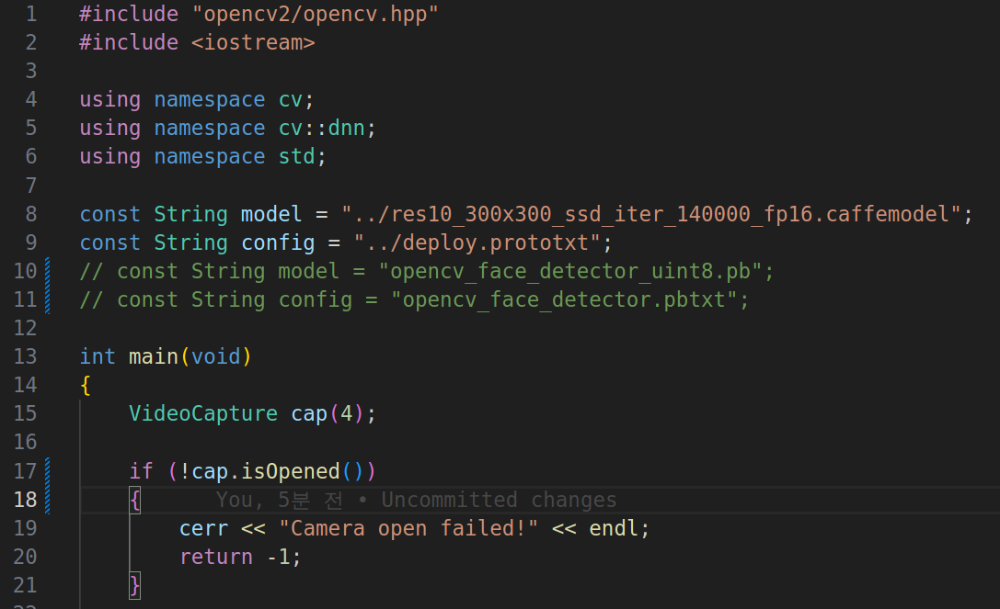 1 #include "opencv2/opencv.hpp"
2 #include <iostream>
3
4 using namespace cv;
5 using namespace cv::dnn;
6 using namespace std;
7
8 const String model = "../res10_300x300_ssd_iter_140000_fp16.caffemodel";
9 const String config = "../deploy.prototxt";
10 // const String model = "opencv_face_detector_uint8.pb";
11 // const String config = "opencv_face_detector.pbtxt";
12
13 int main(void)
14 {
15     VideoCapture cap(4);
16
17     if (!cap.isOpened())
18     {      You, 5분 전 • Uncommitted changes
19         cerr << "Camera open failed!" << endl;
20         return -1;
21     }